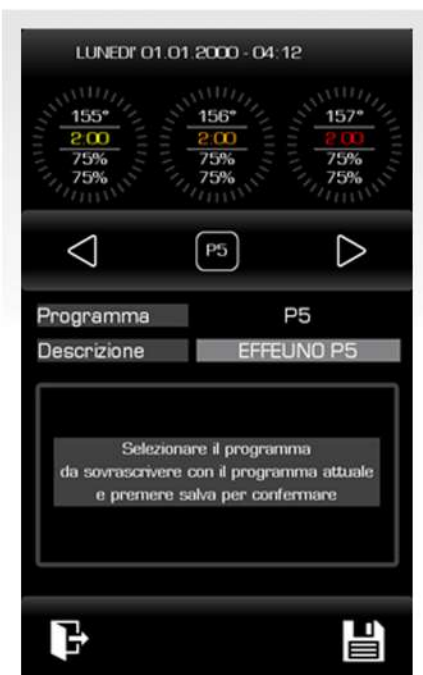 LUNEDI' 01.01.2000 - 04:12
155° 156° 157°
2:00 2:00 2:00
75% 75% 75%
75% 75% 75%
P5
Programma P5
Descrizione EFFEUNO P5
Selezionare il programma
da sovrascrivere con il programma attuale
e premere salva per confermare